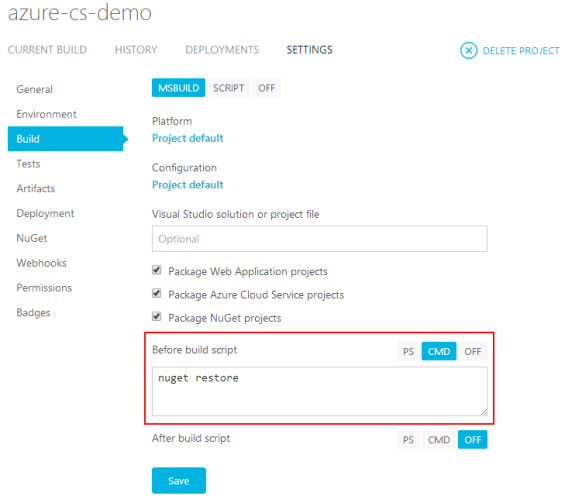 azure-cs-demo
CURRENT BUILD HISTORY DEPLOYMENTS SETTINGS DELETE PROJECT
General
Environment
Build
Tests
Artifacts
Deployment
NuGet
Webhooks
Permissions
Badges
MSBUILD SCRIPT OFF
Platform
Project default
Configuration
Project default
Visual Studio solution or project file
Optional
Package Web Application projects
Package Azure Cloud Service projects
Package NuGet projects
Before build script PS CMD OFF
nuget restore
After build script PS CMD OFF
Save